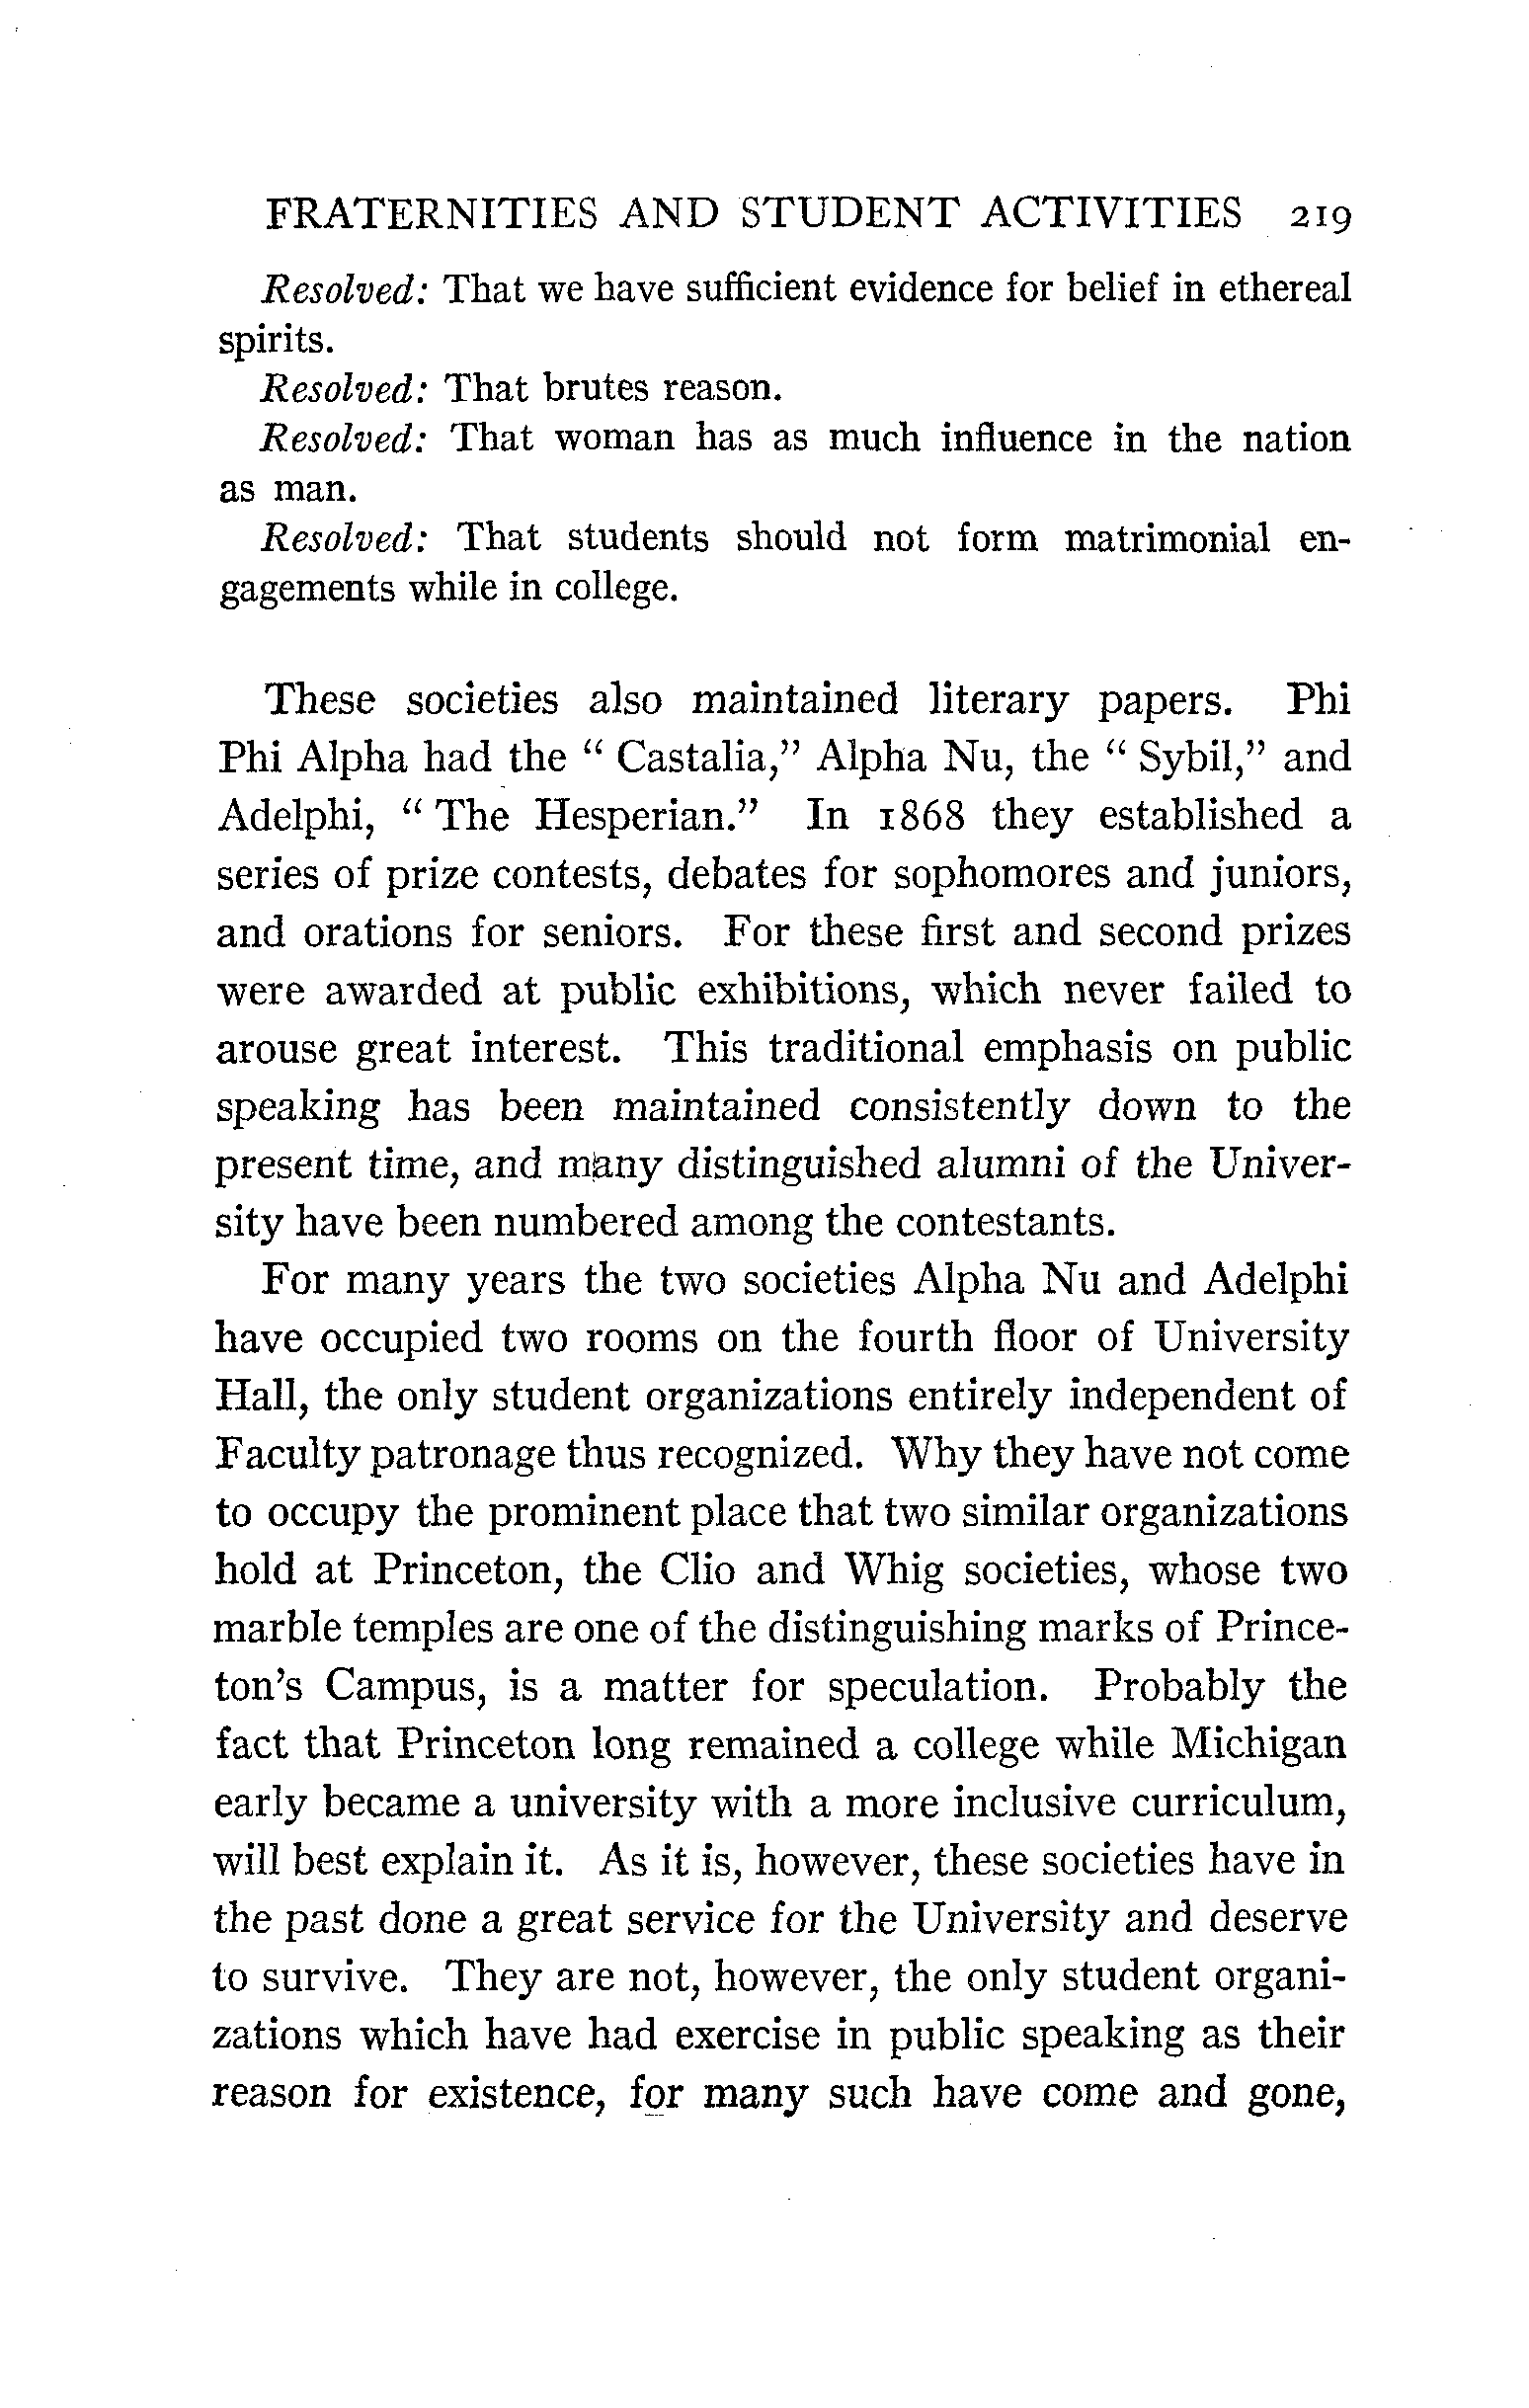 FRATERNITIES AND STUDENT ACTIVITIES 219
Resolved: That we have sufficient evidence for belief in ethereal
spirits.
Resolved: That brutes reason.
Resolved: That woman has as much influence in the nation
as man.
Resolved: That students should not form matrimonial en-
gagements while in college.
These societies also maintained literary papers. Phi
Phi Alpha had the " Castalia," Alpha Nu, the " Sybil," and
Adelphi, " The Hesperian." In 1868 they established a
series of prize contests, debates for sophomores and juniors,
and orations for seniors. For these first and second prizes
were awarded at public exhibitions, which never failed to
arouse great interest. This traditional emphasis on public
speaking has been maintained consistently down to the
present time, and many distinguished alumni of the Univer-
sity have been numbered among the contestants.
For many years the two societies Alpha Nu and Adelphi
have occupied two rooms on the fourth floor of University
Hall, the only student organizations entirely independent of
Faculty patronage thus recognized. Why they have not come
to occupy the prominent place that two similar organizations
hold at Princeton, the Clio and Whig societies, whose two
marble temples are one of the distinguishing marks of Prince-
ton's Campus, is a matter for speculation. Probably the
fact that Princeton long remained a college while Michigan
early became a university with a more inclusive curriculum,
will best explain it. As it is, however, these societies have in
the past done a great service for the University and deserve
to survive. They are not, however, the only student organi-
zations which have had exercise in public speaking as their
reason for existence, for many such have come and gone,